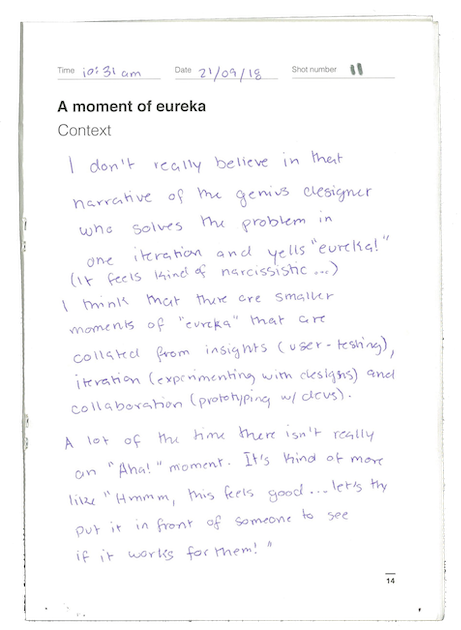 Time 10:31 am Date 21/09/18 Shot number 11
A moment of eureka
Context
I don't really believe in that
narrative of the genius designer
who solves the problem in
one iteration and yells "eureka!"
(it feels kind of narcissistic...)
I think that there are smaller
moments of "eureka" that are
collated from insights (user-testing),
iteration (experimenting with designs) and
collaboration (prototyping w/ devs).
A lot of the time there isn't really
an "Aha!" moment. It's kind of more
like "Hmmm, this feels good... let's try
put it in front of someone to see
if it works for them!"
14